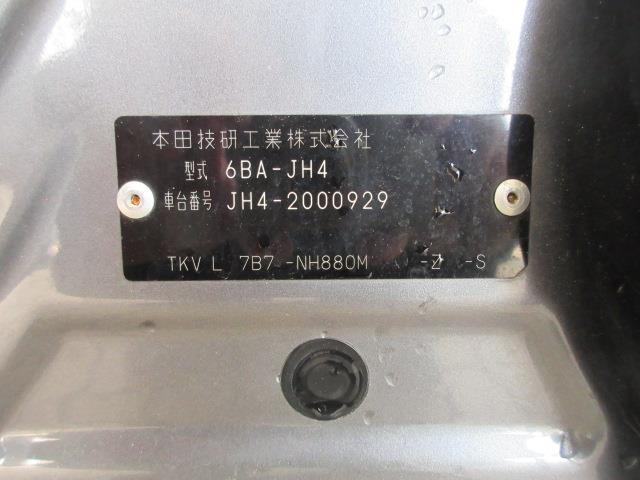 本田技研工業株式会社
型式 6BA-JH4
車台番号 JH4-2000929
TKV L 7B7 -NH880M -Z -S